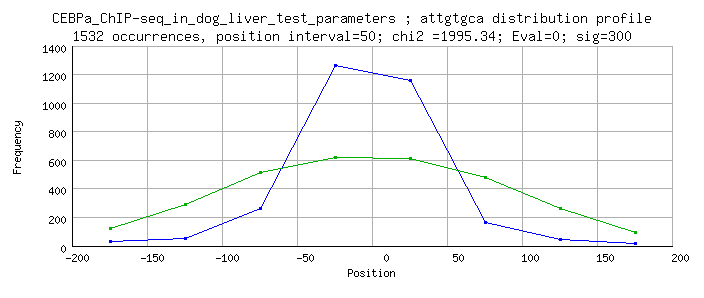 CEBPa_ChIP-seq_in_dog_liver_test_parameters ; attgtgca distribution profile
1532 occurrences, position interval=50; chi2 =1995.34; Eval=0; sig=300
1400
1200
1000
800
600
400
200
0
Frequency
-200 -150 -100 -50 0 50 100 150 200
Position